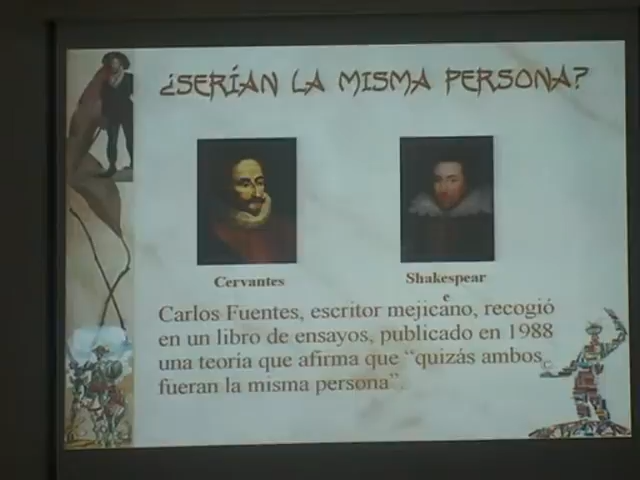 ¿SERÍAN LA MISMA PERSONA?
Cervantes
Shakespear
e
Carlos Fuentes, escritor mejicano, recogió
en un libro de ensayos, publicado en 1988
una teoría que afirma que “quizás ambos
fueran la misma persona”.